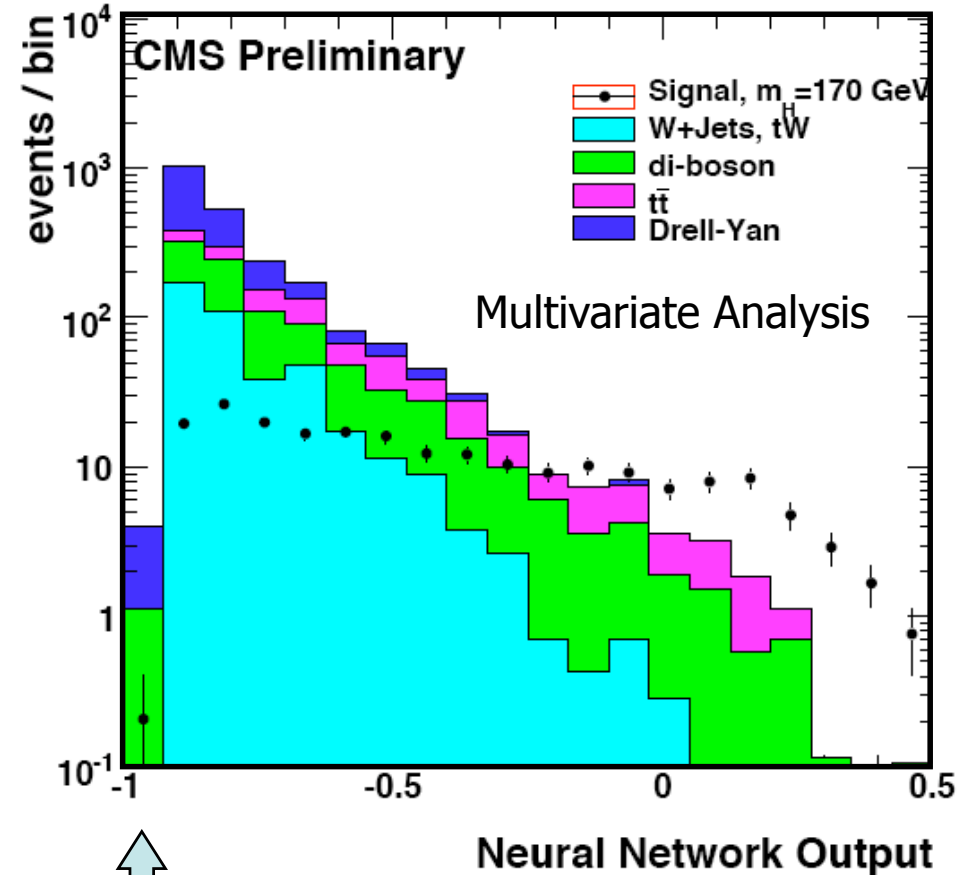 events / bin
10^4
10^3
10^2
10
1
10^-1
CMS Preliminary
Signal, m_H=170 GeV
W+Jets, tW
di-boson
tt̄
Drell-Yan
Multivariate Analysis
-1
-0.5
0
0.5
Neural Network Output